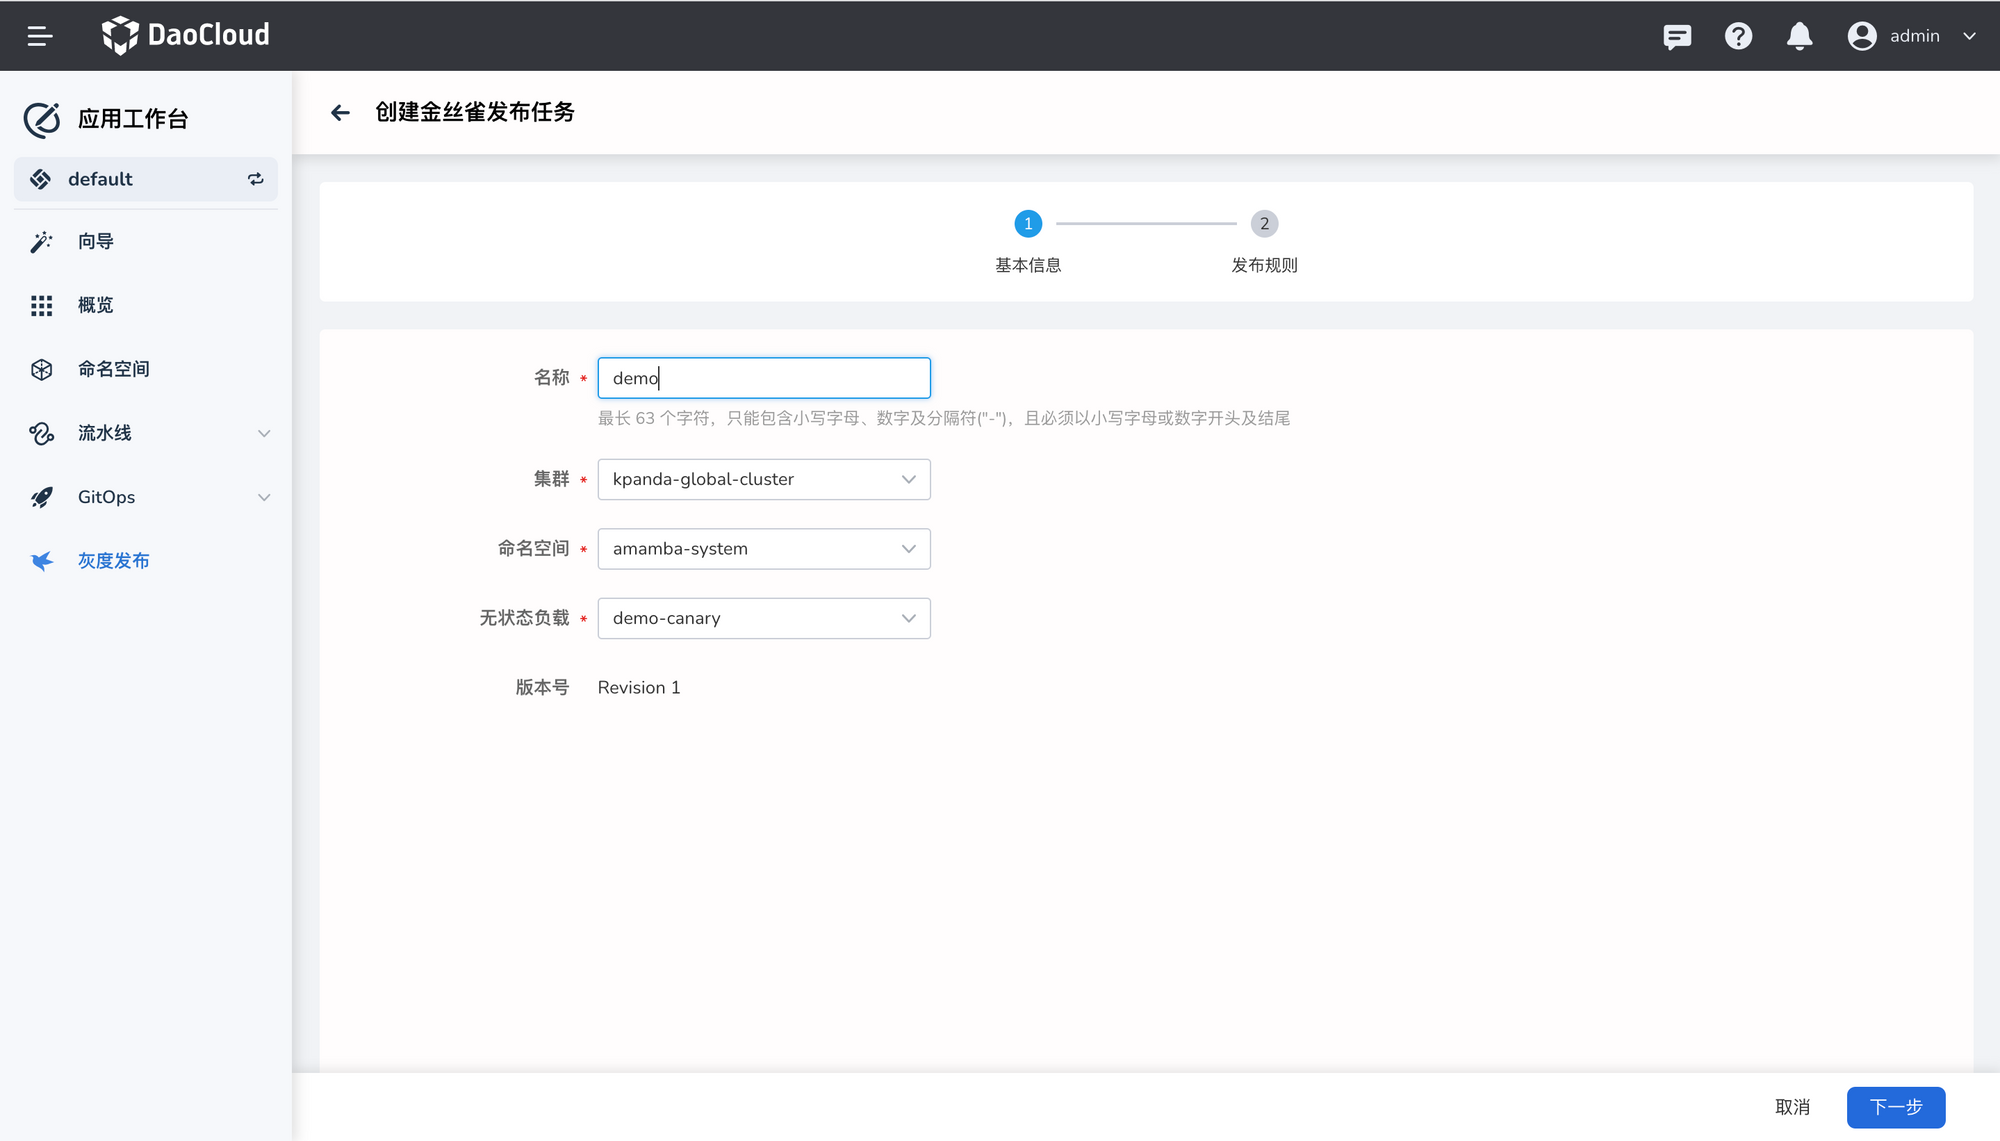 DaoCloud
admin
应用工作台
default
向导
概览
命名空间
流水线
GitOps
灰度发布
创建金丝雀发布任务
1
2
基本信息
发布规则
名称 * demo
最长 63 个字符，只能包含小写字母、数字及分隔符("-")，且必须以小写字母或数字开头及结尾
集群 * kpanda-global-cluster
命名空间 * amamba-system
无状态负载 * demo-canary
版本号 Revision 1
取消
下一步